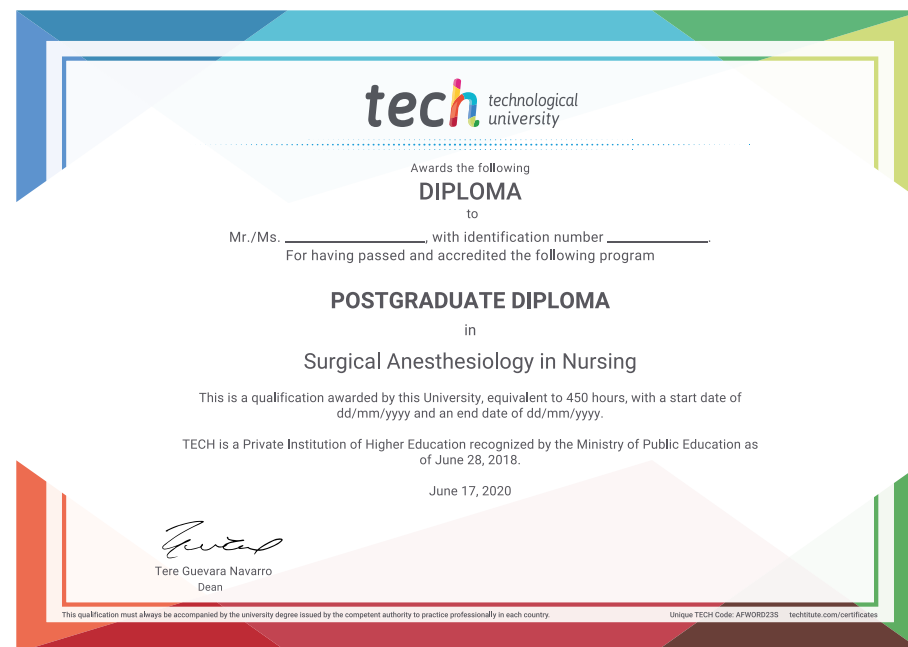 tech technological
university
Awards the following
DIPLOMA
to
Mr./Ms. ____________________, with identification number ______________.
For having passed and accredited the following program
POSTGRADUATE DIPLOMA
in
Surgical Anesthesiology in Nursing
This is a qualification awarded by this University, equivalent to 450 hours, with a start date of
dd/mm/yyyy and an end date of dd/mm/yyyy.
TECH is a Private Institution of Higher Education recognized by the Ministry of Public Education as
of June 28, 2018.
June 17, 2020
Tere Guevara Navarro
Dean
This qualification must always be accompanied by the university degree issued by the competent authority to practice professionally in each country. Unique TECH Code: AFWORD23S techtitute.com/certificates